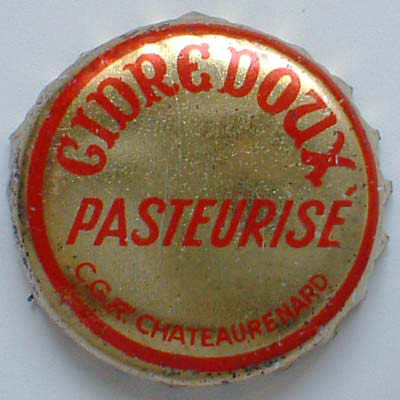 CIDRE DOUX
PASTEURISÉ
C.G.R. CHATEAURENARD